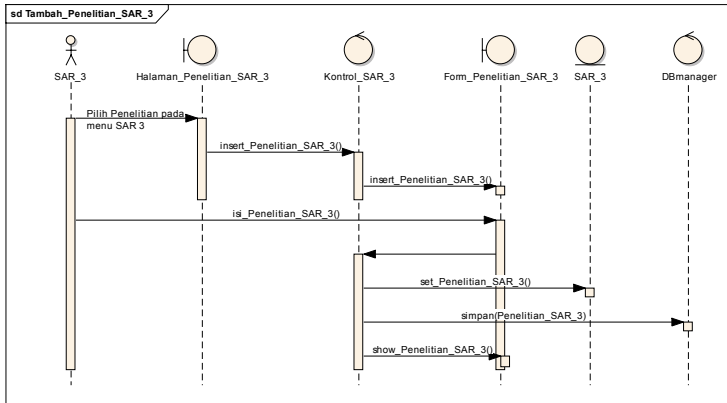 sd Tambah_Penelitian_SAR_3
SAR_3
Halaman_Penelitian_SAR_3
Kontrol_SAR_3
Form_Penelitian_SAR_3
SAR_3
DBmanager
Pilih Penelitian pada
menu SAR 3
insert_Penelitian_SAR_3()
insert_Penelitian_SAR_3()
isi_Penelitian_SAR_3()
set_Penelitian_SAR_3()
simpan(Penelitian_SAR_3)
show_Penelitian_SAR_3()